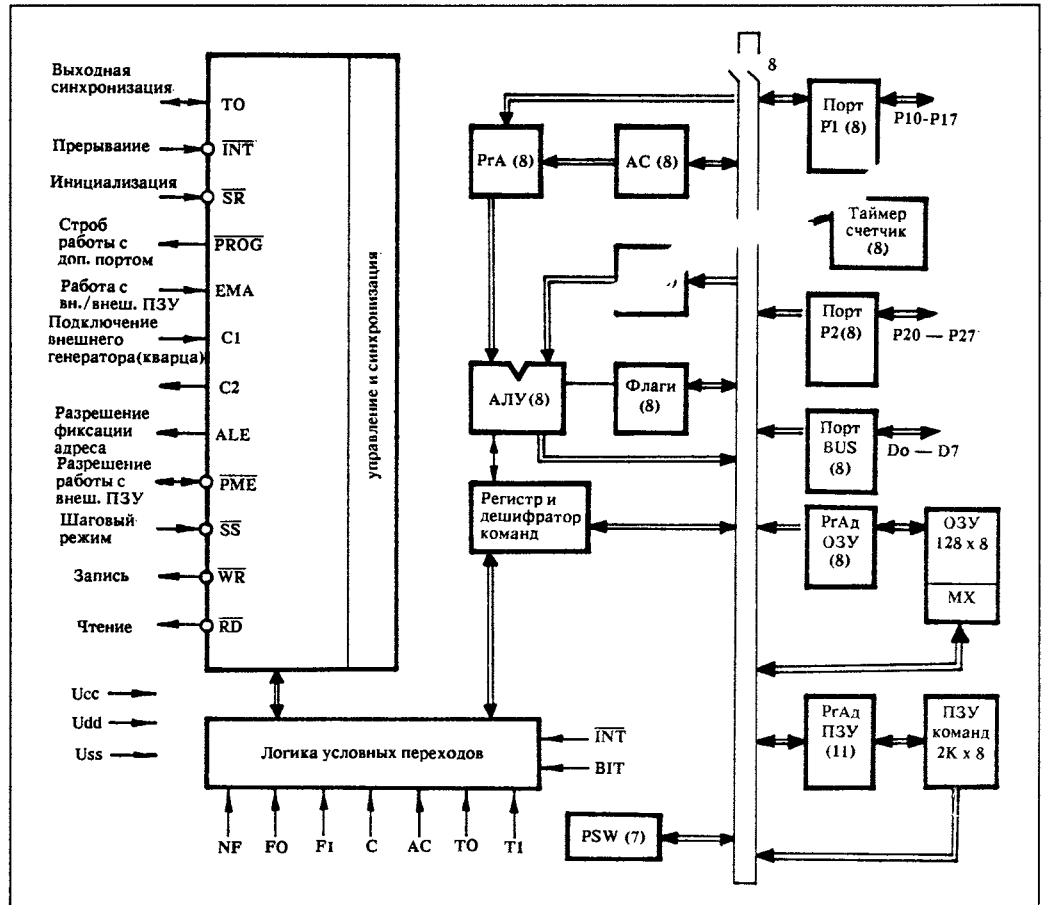 Выходная
синхронизация
TO
Прерывание
INT
Инициализация
SR
Строб
работы с
доп. портом
PROG
Работа с
вн./внеш. ПЗУ
EMA
Подключение
внешнего
генератора(кварца)
C1
C2
Разрешение
фиксации
адреса
ALE
Разрешение
работы с
внеш. ПЗУ
PME
Шаговый
режим
SS
Запись
WR
Чтение
RD
управление и синхронизация
Ucc
Udd
Uss
Логика условных переходов
INT
BIT
NF
FO
F1
C
AC
TO
T1
8
РгА (8)
АС (8)
АЛУ(8)
Флаги
(8)
Регистр и
дешифратор
команд
PSW (7)
Порт
P1 (8)
P10-P17
Таймер
счетчик
(8)
Порт
P2(8)
P20 — P27
Порт
BUS
(8)
Do — D7
РгАд
ОЗУ
(8)
ОЗУ
128 x 8
MX
РгАд
ПЗУ
(11)
ПЗУ
команд
2K x 8